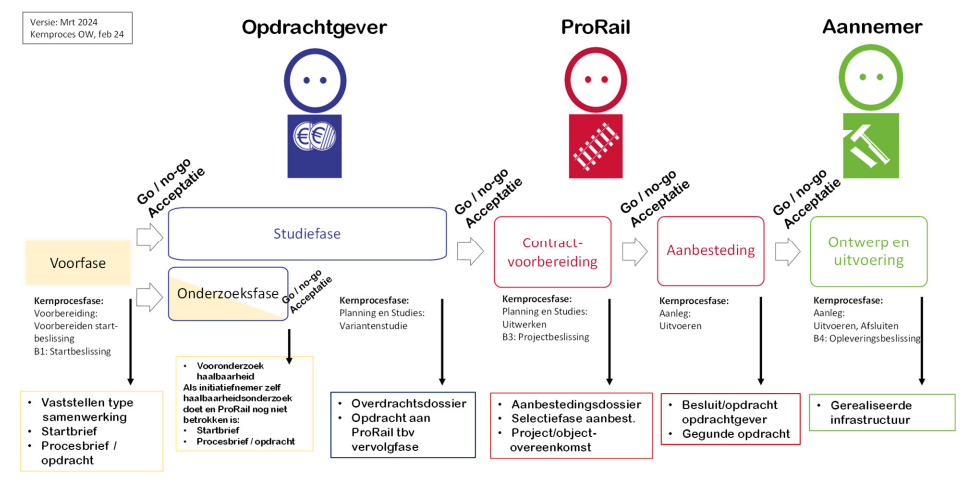 Versie: Mrt 2024
Kernproces OW, feb 24
Opdrachtgever
ProRail
Aannemer
Go / no-go
Acceptatie
Go / no-go
Acceptatie
Go / no-go
Acceptatie
Go / no-go
Acceptatie
Studiefase
Contract-
voorbereiding
Aanbesteding
Ontwerp en
uitvoering
Voorfase
Onderzoeksfase
Go / no-go
Acceptatie
Kernprocesfase:
Voorbereiding:
Voorbereiden start-
beslissing
B1: Startbeslissing
Kernprocesfase:
Planning en Studies:
Variantenstudie
Kernprocesfase:
Planning en Studies:
Uitwerken
B3: Projectbeslissing
Kernprocesfase:
Aanleg:
Uitvoeren
Kernprocesfase:
Aanleg:
Uitvoeren, Afsluiten
B4: Opleveringsbeslissing
• Vaststellen type
samenwerking
• Startbrief
• Procesbrief /
opdracht
• Vooronderzoek
haalbaarheid
Als initiatiefnemer zelf
haalbaarheidsonderzoek
doet en ProRail nog niet
betrokken is:
• Startbrief
• Procesbrief / opdracht
• Overdrachtsdossier
• Opdracht aan
ProRail tbv
vervolgfase
• Aanbestedingsdossier
• Selectiefase aanbest.
• Project/object-
overeenkomst
• Besluit/opdracht
opdrachtgever
• Gegunde opdracht
• Gerealiseerde
infrastructuur